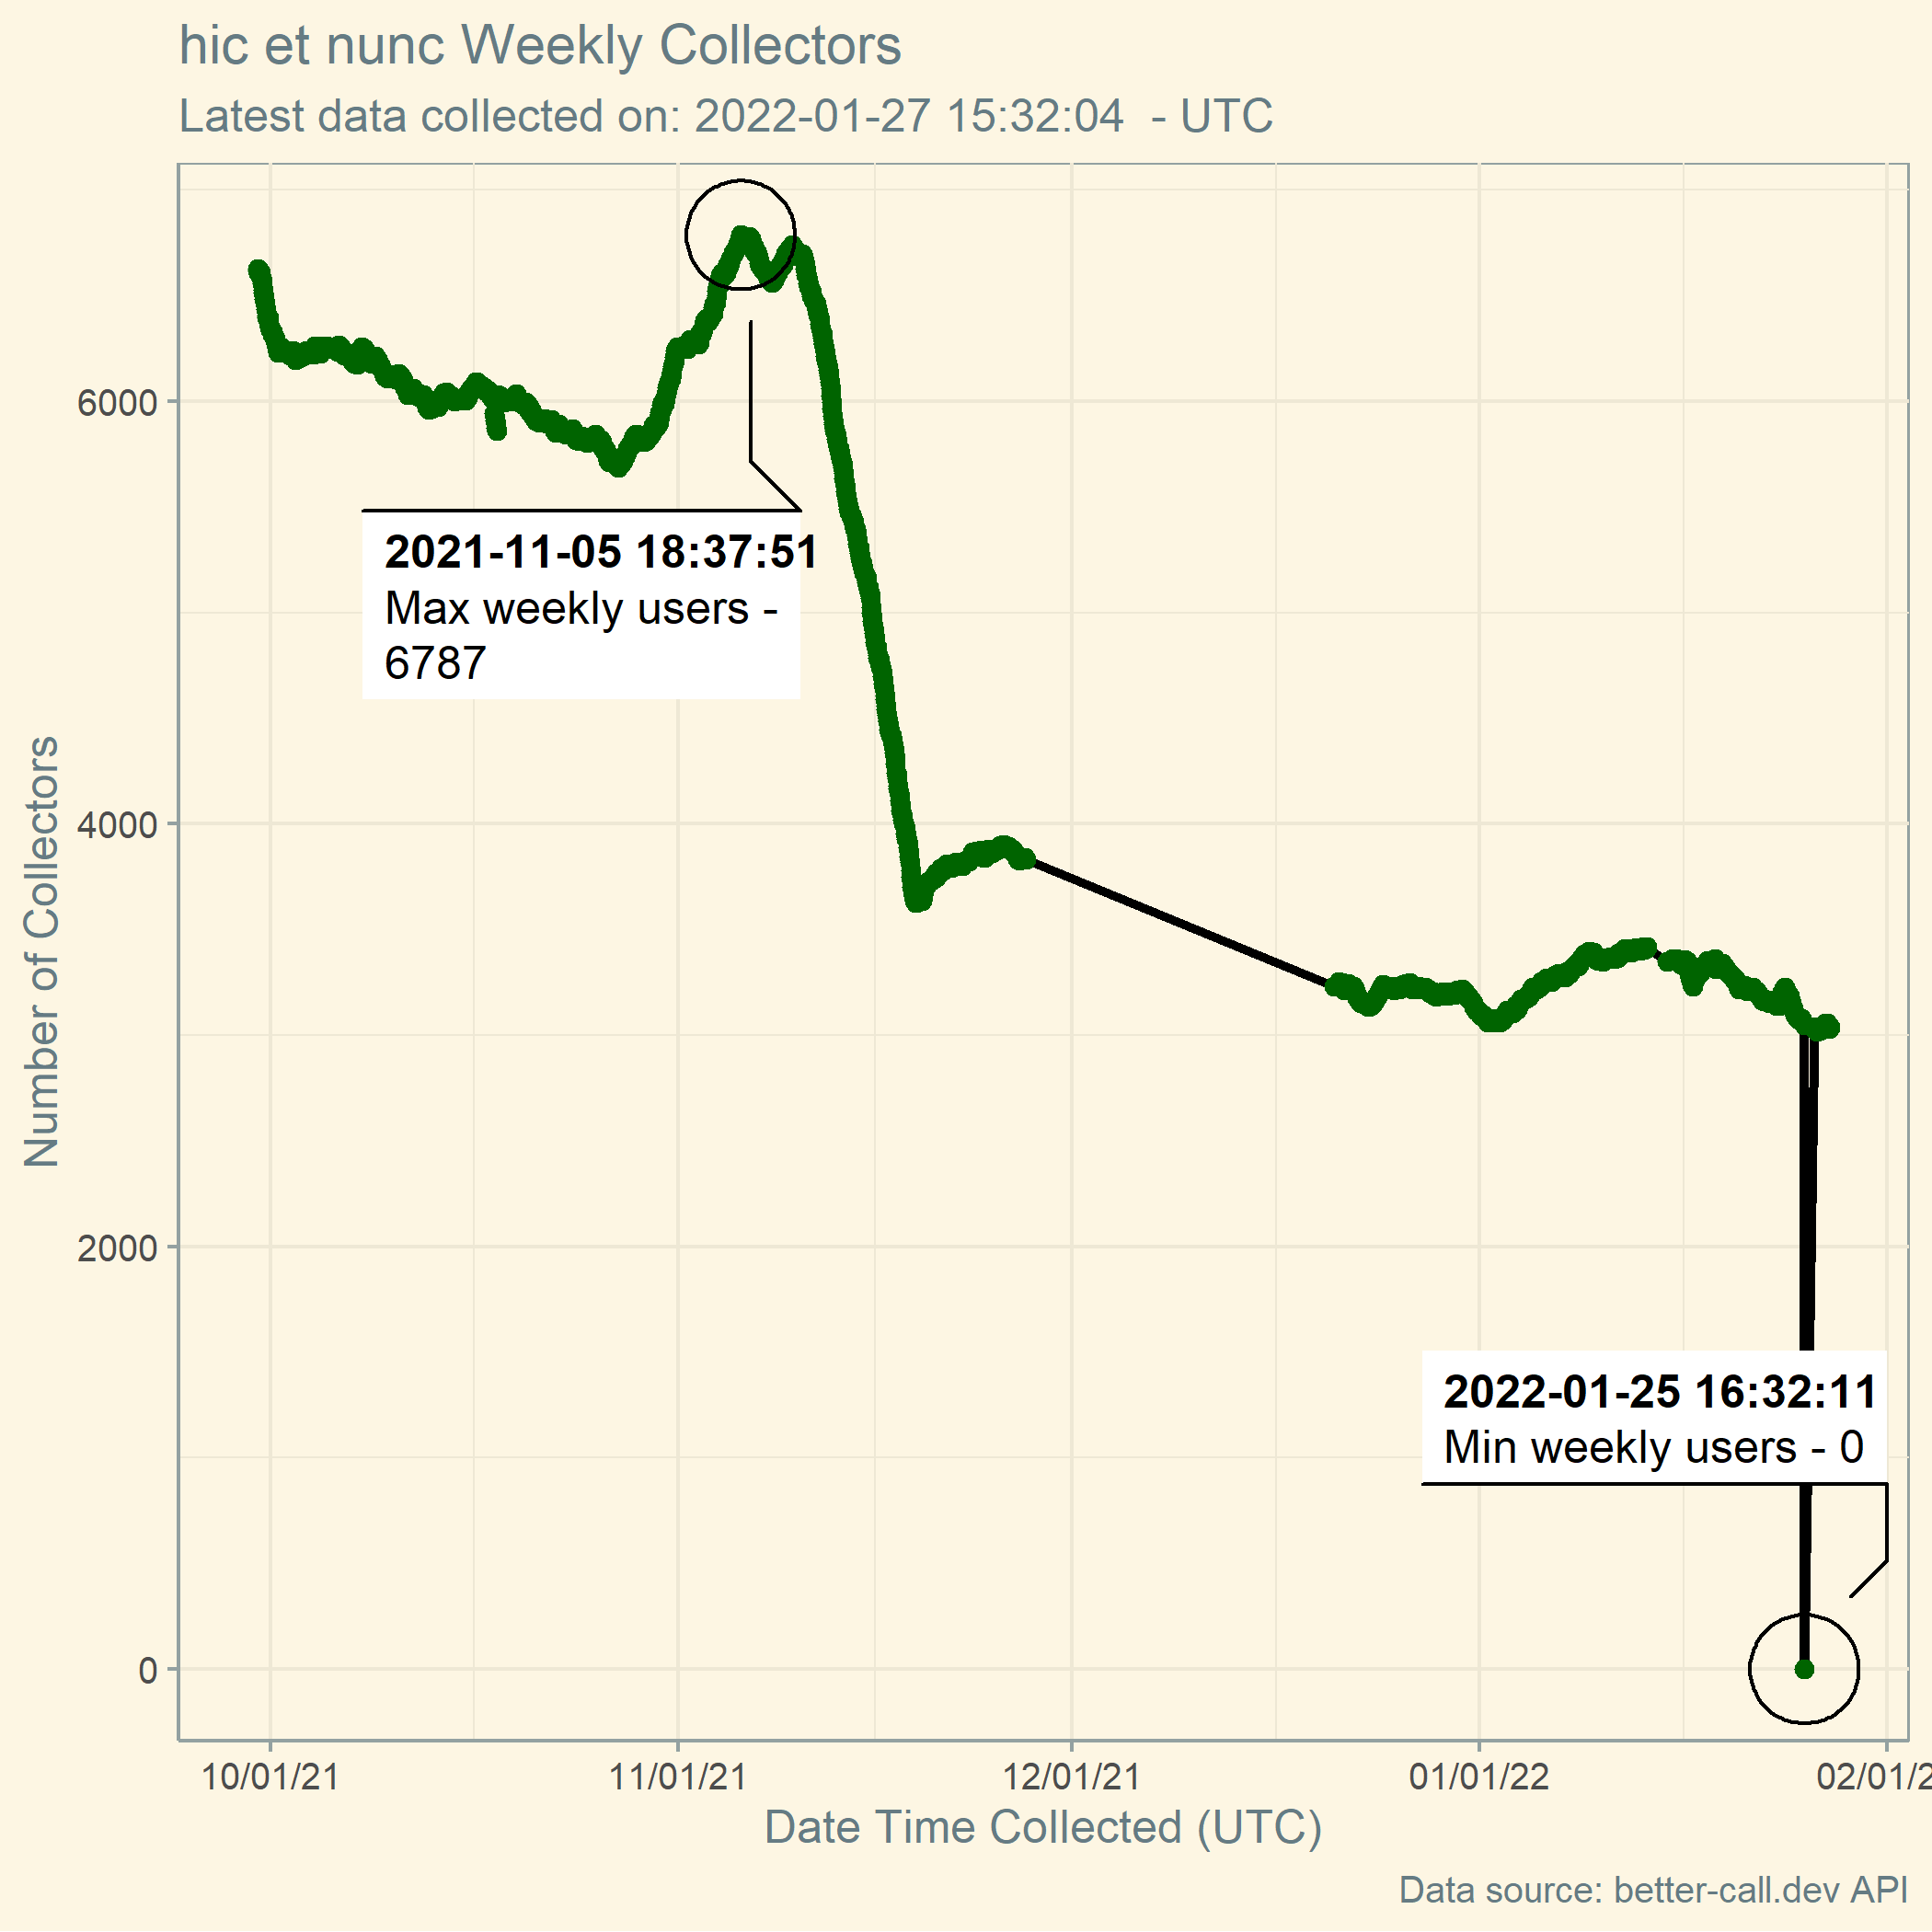 hic et nunc Weekly Collectors
Latest data collected on: 2022-01-27 15:32:04  - UTC
Number of Collectors
6000
4000
2000
0
2021-11-05 18:37:51
Max weekly users -
6787
2022-01-25 16:32:11
Min weekly users - 0
10/01/21
11/01/21
12/01/21
01/01/22
02/01/2
Date Time Collected (UTC)
Data source: better-call.dev API